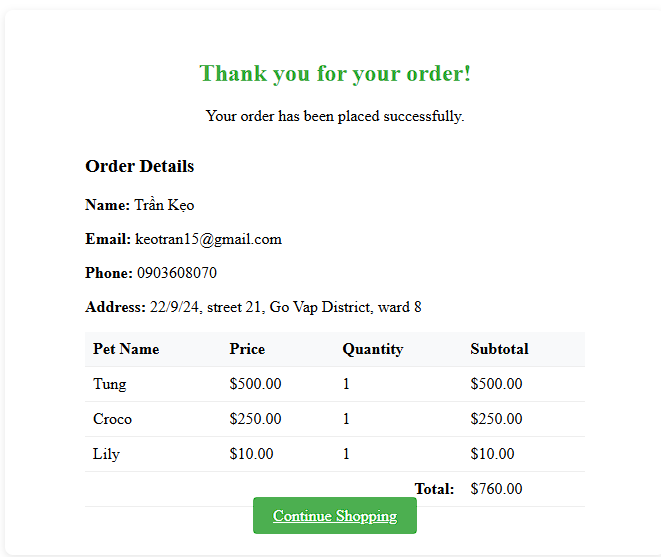 Thank you for your order!
Your order has been placed successfully.
Order Details
Name: Trần Kẹo
Email: keotran15@gmail.com
Phone: 0903608070
Address: 22/9/24, street 21, Go Vap District, ward 8
Pet Name Price Quantity Subtotal
Tung $500.00 1 $500.00
Croco $250.00 1 $250.00
Lily $10.00 1 $10.00
Total: $760.00
Continue Shopping